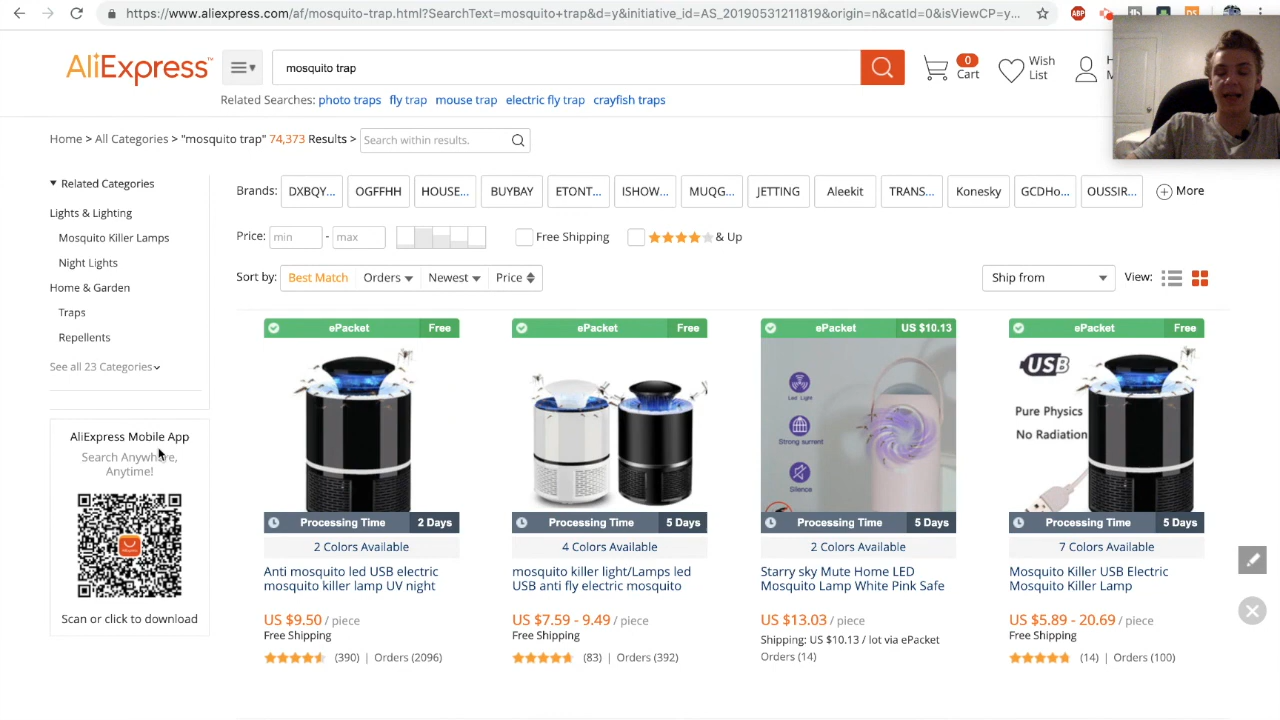 https://www.aliexpress.com/af/mosquito-trap.html?SearchText=mosquito+trap&d=y&initiative_id=AS_20190531211819&origin=n&catId=0&isViewCP=y...
ABP
DS
AliExpress™
mosquito trap
0
Cart
Wish
List
Related Searches: photo traps fly trap mouse trap electric fly trap crayfish traps
Home > All Categories > "mosquito trap" 74,373 Results >
Search within results.
Related Categories
Lights & Lighting
Mosquito Killer Lamps
Night Lights
Home & Garden
Traps
Repellents
See all 23 Categories
AliExpress Mobile App
Search Anywhere,
Anytime!
Scan or click to download
Brands: DXBQY... OGFFHH HOUSE... BUYBAY ETONT... ISHOW... MUQG... JETTING Aleekit TRANS... Konesky GCDHo... OUSSIR... More
Price: min - max Free Shipping & Up
Sort by: Best Match Orders Newest Price Ship from View:
ePacket Free
Processing Time 2 Days
2 Colors Available
Anti mosquito led USB electric
mosquito killer lamp UV night
US $9.50 / piece
Free Shipping
(390) | Orders (2096)
ePacket Free
Processing Time 5 Days
4 Colors Available
mosquito killer light/Lamps led
USB anti fly electric mosquito
US $7.59 - 9.49 / piece
Free Shipping
(83) | Orders (392)
ePacket US $10.13
Led Light
Strong surrent
Silence
Processing Time 5 Days
2 Colors Available
Starry sky Mute Home LED
Mosquito Lamp White Pink Safe
US $13.03 / piece
Shipping: US $10.13 / lot via ePacket
Orders (14)
ePacket Free
USB
Pure Physics
No Radiation
Processing Time 5 Days
7 Colors Available
Mosquito Killer USB Electric
Mosquito Killer Lamp
US $5.89 - 20.69 / piece
Free Shipping
(14) | Orders (100)